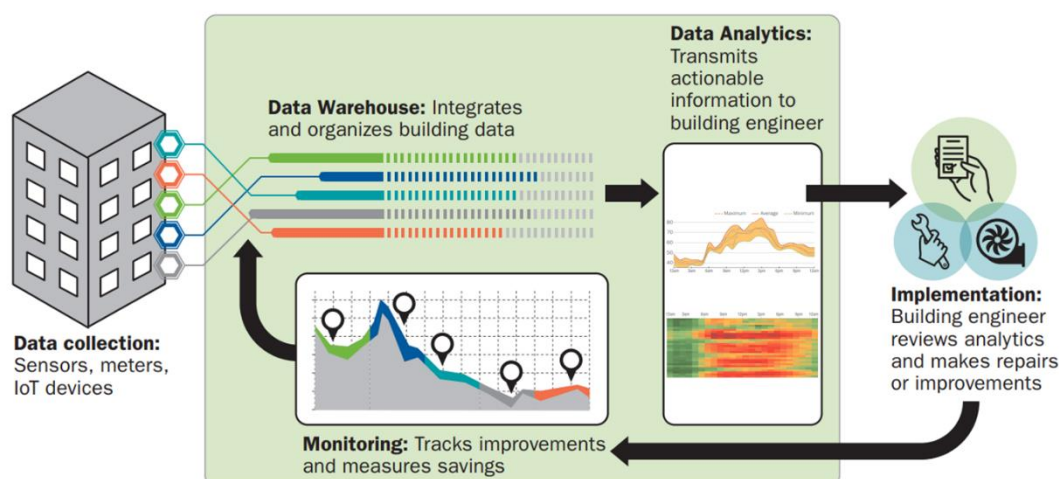 Data collection:
Sensors, meters,
IoT devices
Data Warehouse: Integrates
and organizes building data
Data Analytics:
Transmits
actionable
information to
building engineer
Maximum Average Minimum
Implementation:
Building engineer
reviews analytics
and makes repairs
or improvements
Monitoring: Tracks improvements
and measures savings